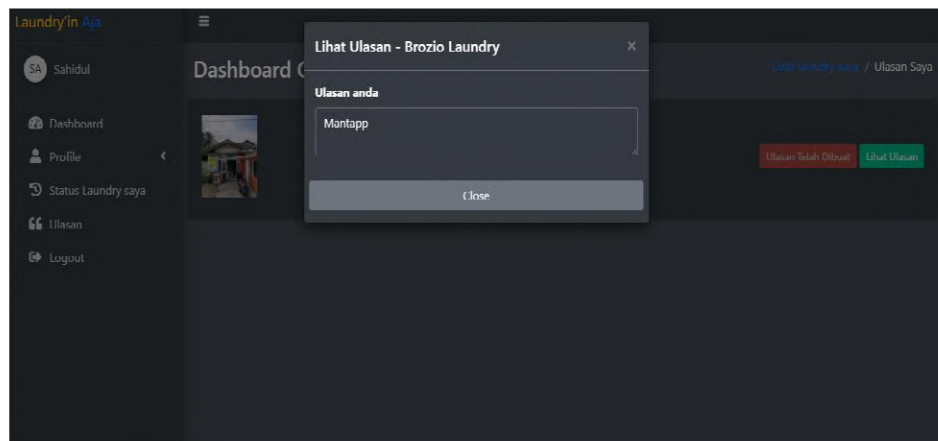 Laundry'in Aja
SA
Sahidul
Dashboard
Profile
Status Laundry saya
Ulasan
Logout
Dashboard
/ Ulasan Saya
Lihat Ulasan - Brozio Laundry
×
Ulasan anda
Mantapp
Close
Ulasan Telah Dibuat
Lihat Ulasan